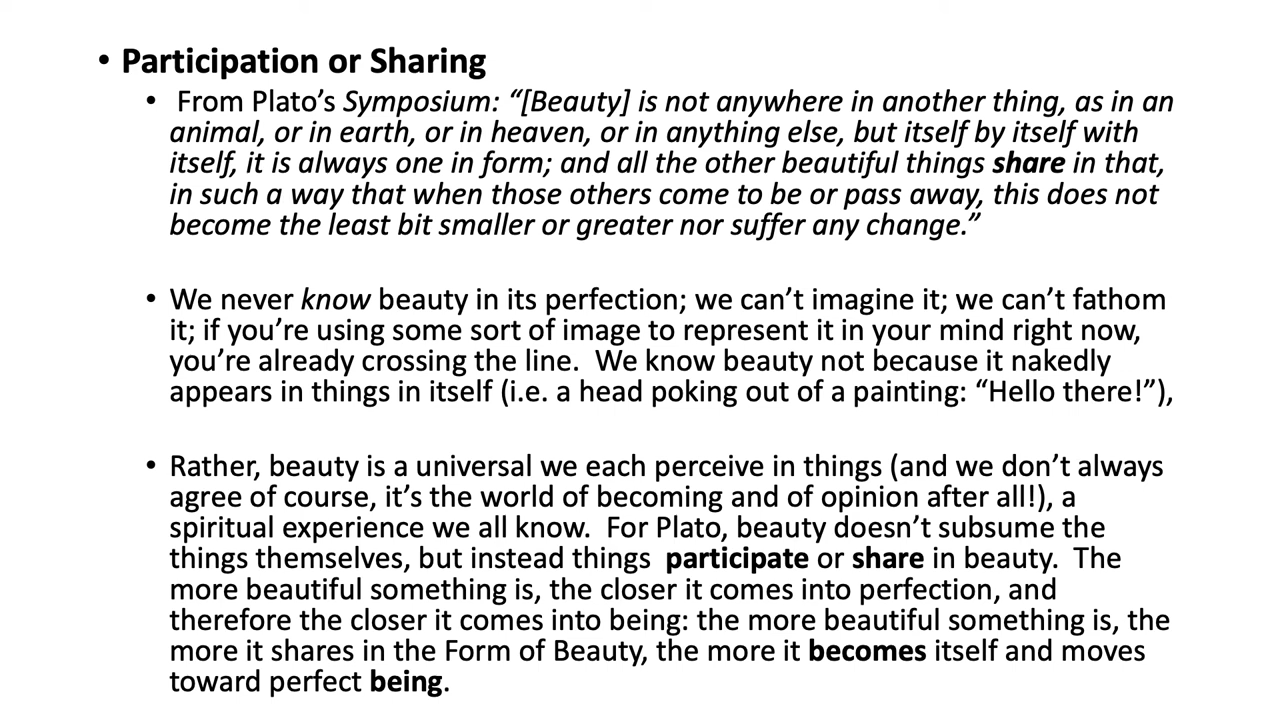 • Participation or Sharing
• From Plato’s Symposium: “[Beauty] is not anywhere in another thing, as in an
animal, or in earth, or in heaven, or in anything else, but itself by itself with
itself, it is always one in form; and all the other beautiful things share in that,
in such a way that when those others come to be or pass away, this does not
become the least bit smaller or greater nor suffer any change.”
• We never know beauty in its perfection; we can’t imagine it; we can’t fathom
it; if you’re using some sort of image to represent it in your mind right now,
you’re already crossing the line.  We know beauty not because it nakedly
appears in things in itself (i.e. a head poking out of a painting: “Hello there!”),
• Rather, beauty is a universal we each perceive in things (and we don’t always
agree of course, it’s the world of becoming and of opinion after all!), a
spiritual experience we all know.  For Plato, beauty doesn’t subsume the
things themselves, but instead things  participate or share in beauty.  The
more beautiful something is, the closer it comes into perfection, and
therefore the closer it comes into being: the more beautiful something is, the
more it shares in the Form of Beauty, the more it becomes itself and moves
toward perfect being.